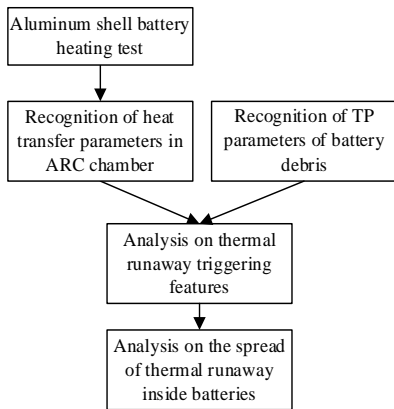 Aluminum shell battery
heating test
Recognition of heat
transfer parameters in
ARC chamber
Recognition of TP
parameters of battery
debris
Analysis on thermal
runaway triggering
features
Analysis on the spread
of thermal runaway
inside batteries